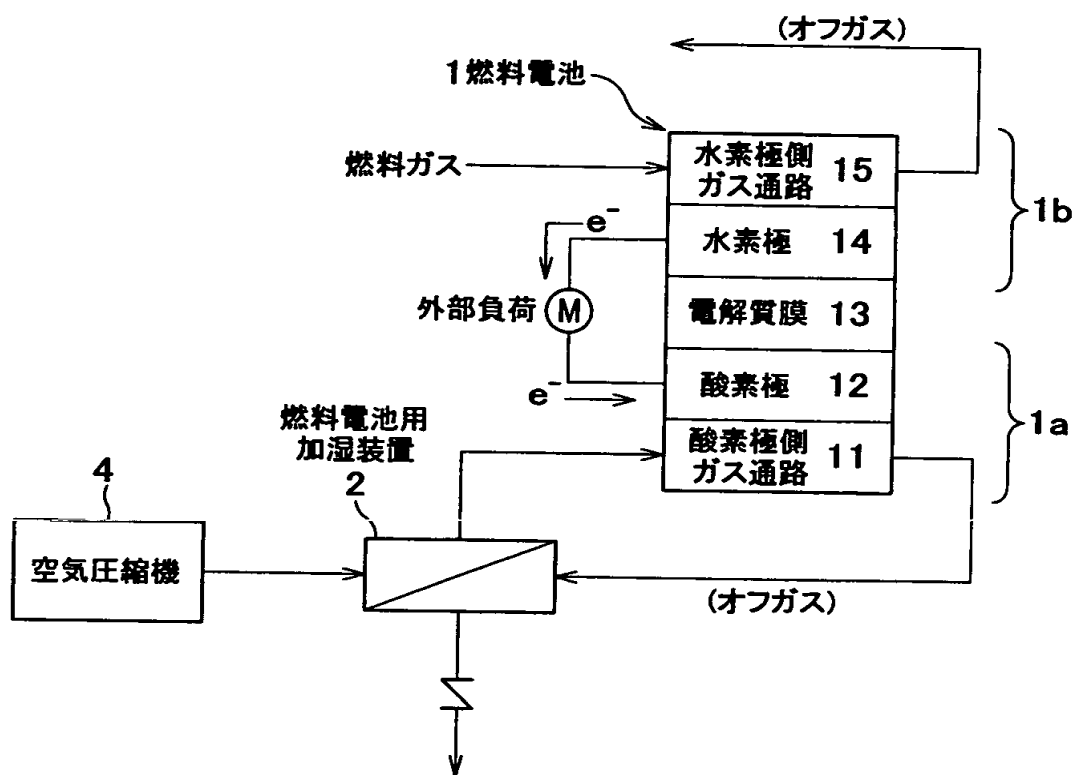 (オフガス)
1燃料電池
燃料ガス
水素極側
ガス通路 15
1b
e⁻
水素極 14
外部負荷
M
電解質膜 13
e⁻
酸素極 12
1a
燃料電池用
加湿装置
2
酸素極側
ガス通路 11
4
空気圧縮機
(オフガス)